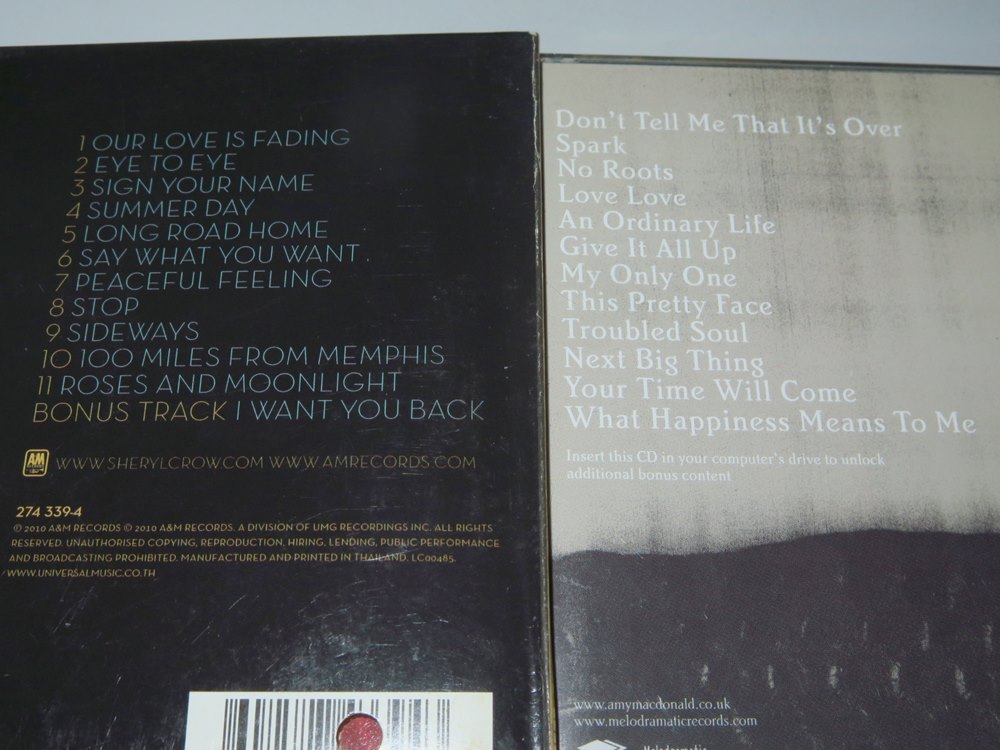 1 OUR LOVE IS FADING
2 EYE TO EYE
3 SIGN YOUR NAME
4 SUMMER DAY
5 LONG ROAD HOME
6 SAY WHAT YOU WANT.
7 PEACEFUL FEELING
8 STOP
9 SIDEWAYS
10 100 MILES FROM MEMPHIS
11 ROSES AND MOONLIGHT
BONUS TRACK I WANT YOU BACK
AM
WWW.SHERYLCROW.COM WWW.AMRECORDS.COM
274 339-4
℗ 2010 A&M RECORDS © 2010 A&M RECORDS. A DIVISION OF UMG RECORDINGS INC. ALL RIGHTS
RESERVED. UNAUTHORISED COPYING, REPRODUCTION, HIRING, LENDING, PUBLIC PERFORMANCE
AND BROADCASTING PROHIBITED. MANUFACTURED AND PRINTED IN THAILAND. LC00485.
WWW.UNIVERSALMUSIC.CO.TH
Don't Tell Me That It's Over
Spark
No Roots
Love Love
An Ordinary Life
Give It All Up
My Only One
This Pretty Face
Troubled Soul
Next Big Thing
Your Time Will Come
What Happiness Means To Me
Insert this CD in your computer's drive to unlock
additional bonus content
www.amymacdonald.co.uk
www.melodramaticrecords.com
Melodramatic